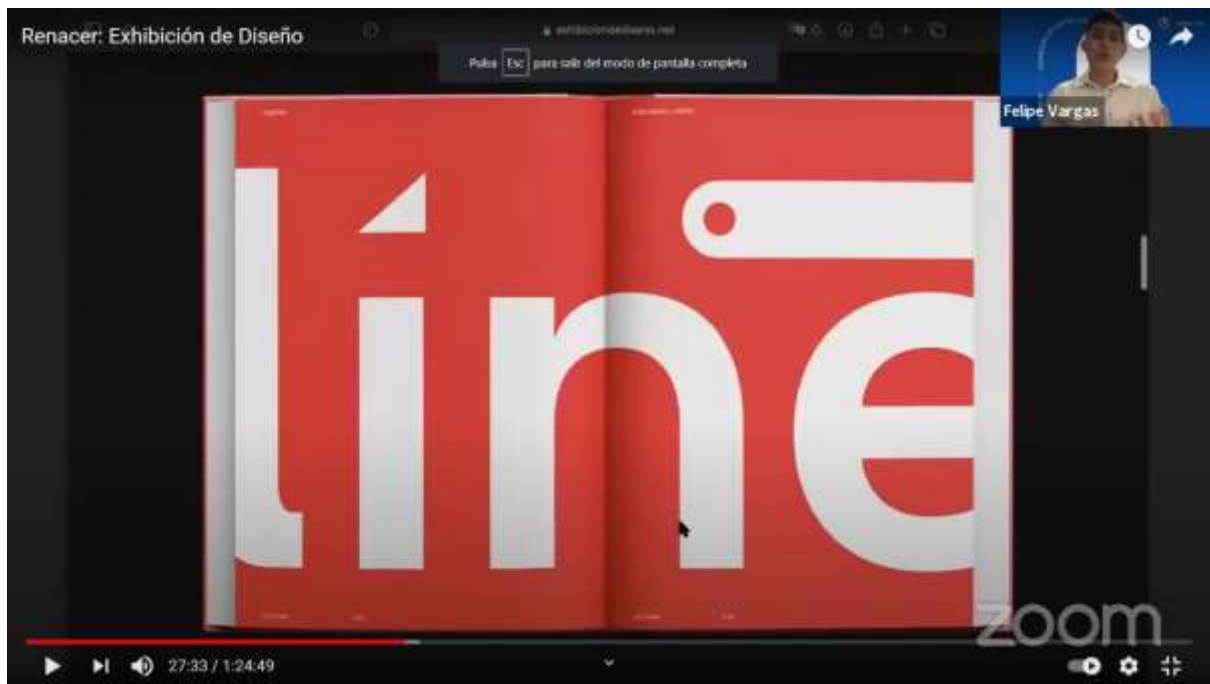 Renacer: Exhibición de Diseño
Pulsa Esc para salir del modo de pantalla completa
Felipe Vargas
líne
zoom
27:33 / 1:24:49